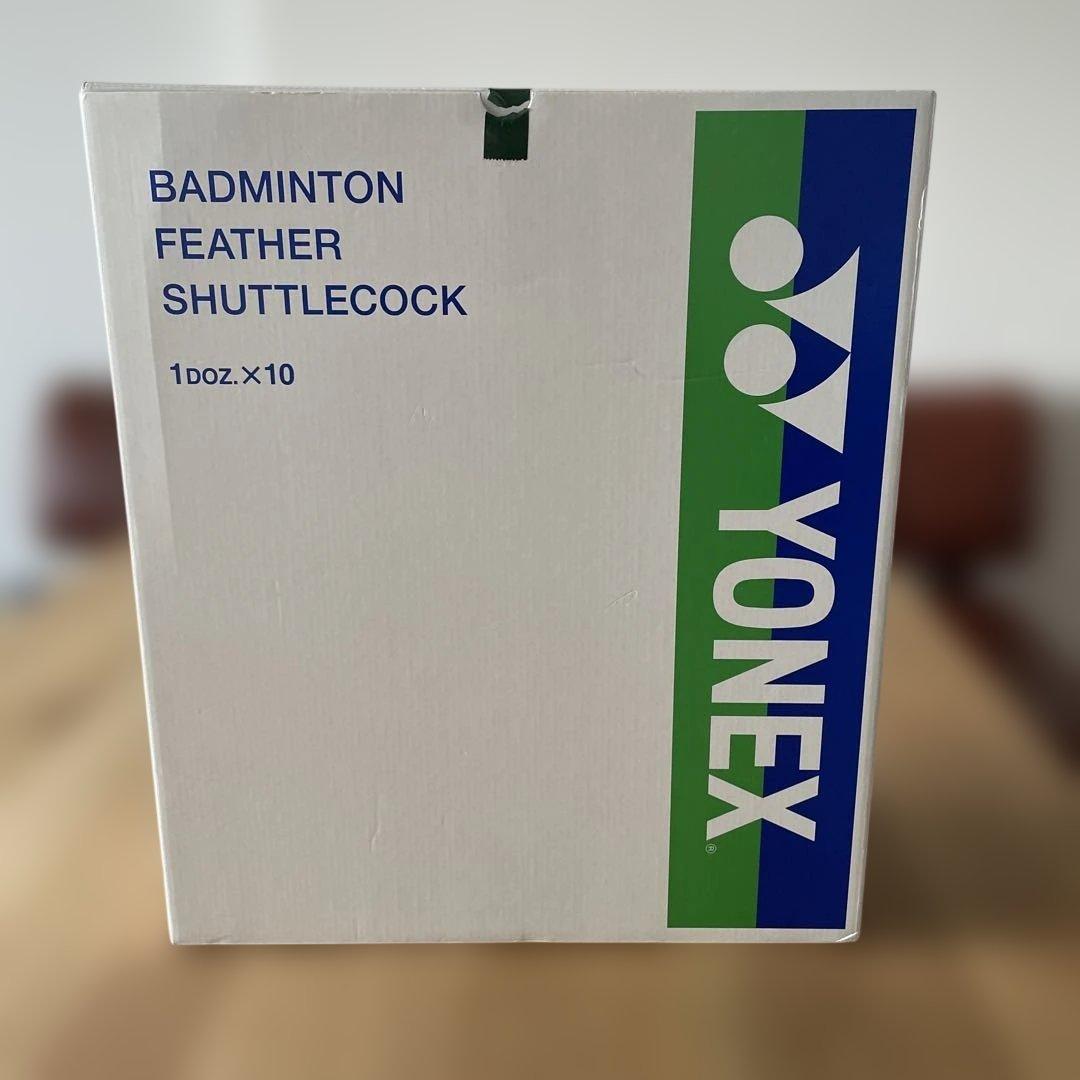 BADMINTON
FEATHER
SHUTTLECOCK
1DOZ.×10
YONEX®